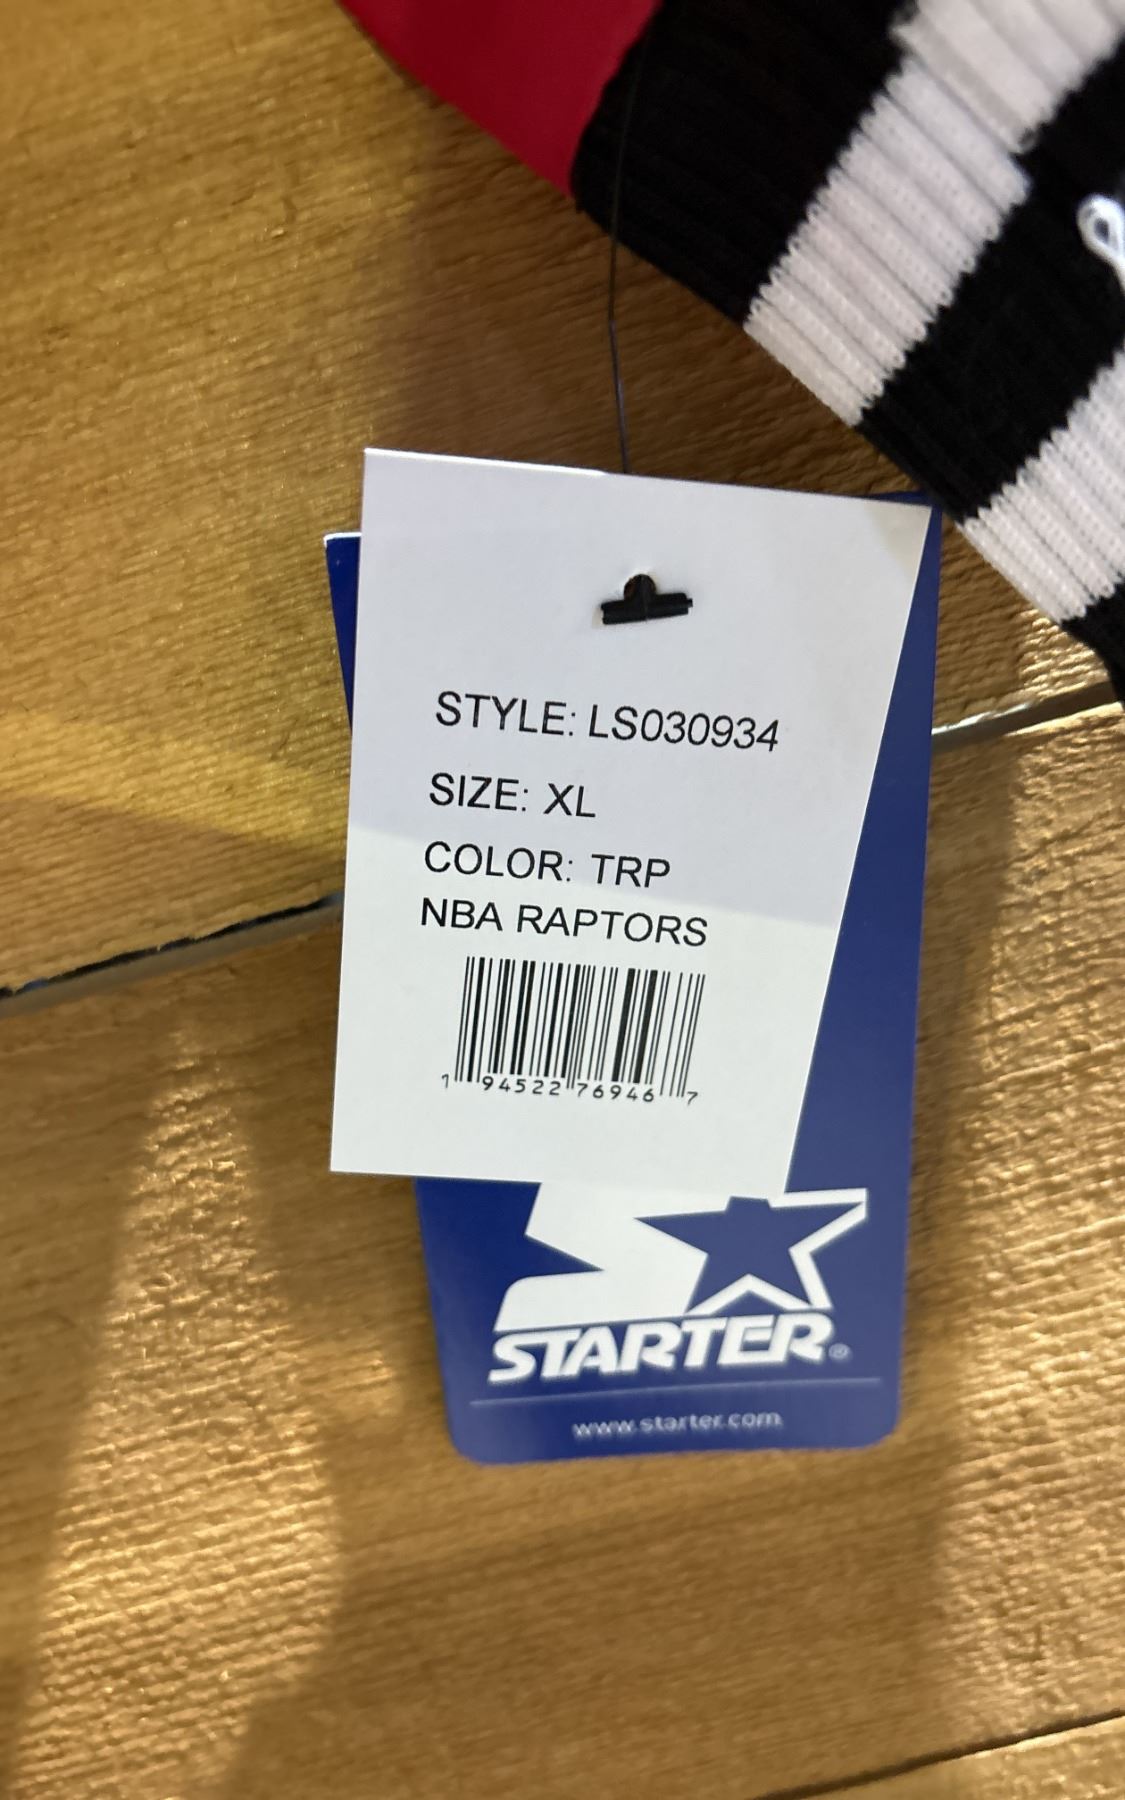 STYLE: LS030934
SIZE: XL
COLOR: TRP
NBA RAPTORS
1 94522 76946 7
STARTER®
www.starter.com